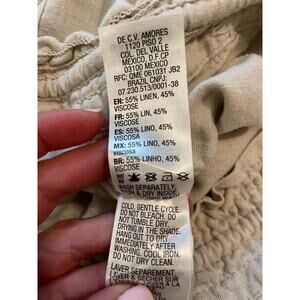 DE C.V. AMORES
1120 PISO 2
COL. DEL VALLE
MEXICO, D.F.CP
03100 MEXICO
RFC: QME 061031 JB2
BRAZIL CNPJ:
07.230.513/0001-38
EN: 55% LINEN, 45%
VISCOSE
FR: 55% LIN, 45%
VISCOSE
ES: 55% LINO, 45%
VISCOSA
MX: 55% LINO, 45%
VISCOSA
BR: 55% LINHO, 45%
VISCOSE
WASH SEPARATELY,
WASH & DRY INSIDE
COLD, GENTLE CYCLE.
DO NOT BLEACH. DO
NOT TUMBLE DRY.
DRYING IN THE SHADE.
HANG OUT TO DRY
IMMEDIATELY AFTER
WASHING. COOL IRON.
DO NOT DRY CLEAN.
LAVER SEPAREMENT.